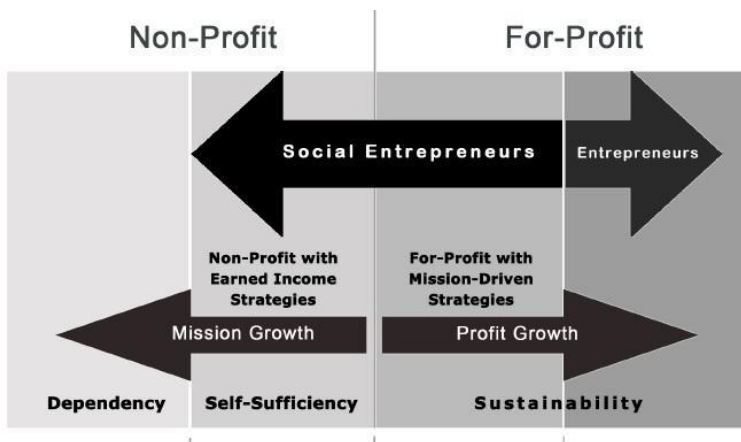 Non-Profit
For-Profit
Social Entrepreneurs
Entrepreneurs
Non-Profit with
Earned Income
Strategies
For-Profit with
Mission-Driven
Strategies
Mission Growth
Profit Growth
Dependency
Self-Sufficiency
Sustainability